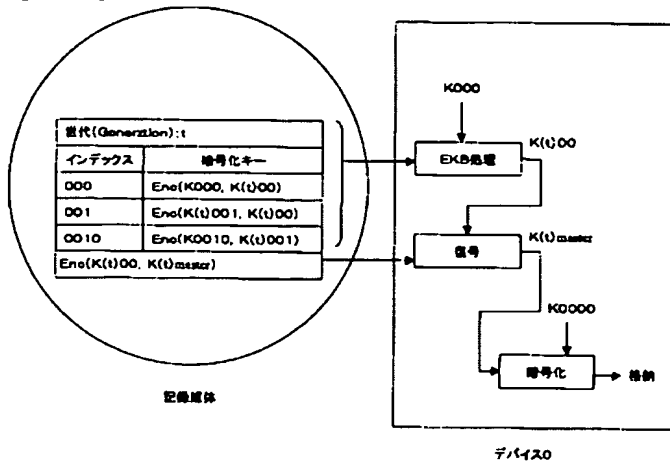 世代(Generation):t
インデックス 暗号化キー
000 Enc(K000, K(t)00)
001 Enc(K(t)001, K(t)00)
0010 Enc(K0010, K(t)001)
Enc(K(t)00, K(t)master)
記録媒体
K000
EKB処理
K(t)00
復号
K(t)master
K0000
暗号化
格納
デバイス0